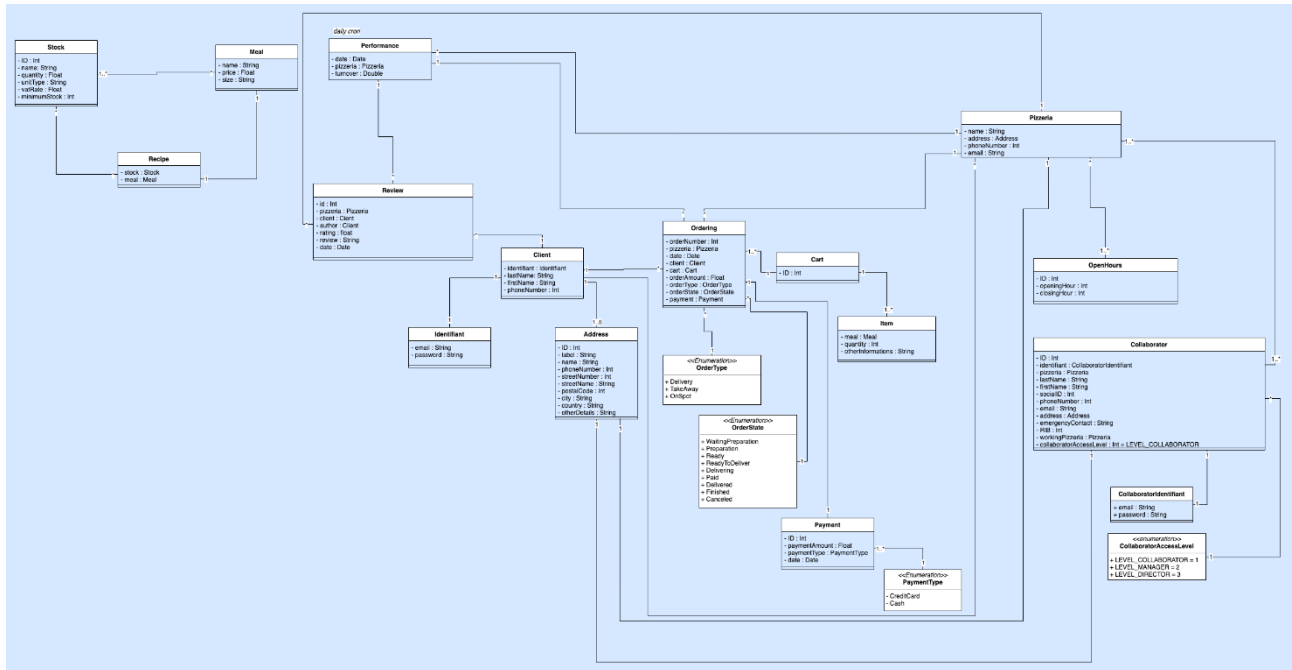 daily cron
Stock
- ID : Int
- name: String
- quantity : Float
- unitType : String
- vatRate : Float
- minimumStock : Int
Meal
- name : String
- price : Float
- size : String
Performance
- date : Date
- pizzeria : Pizzeria
- turnover : Double
Pizzeria
- name : String
- address : Address
- phoneNumber : Int
- email : String
Recipe
- stock : Stock
- meal : Meal
Review
- id : Int
- pizzeria : Pizzeria
- client : Client
- author : Client
- rating : float
- review : String
- date : Date
Ordering
- orderNumber : Int
- pizzeria : Pizzeria
- date : Date
- client : Client
- cart : Cart
- orderAmount : Float
- orderType : OrderType
- orderState : OrderState
- payment : Payment
Client
- identifiant : Identifiant
- lastName: String
- firstName : String
- phoneNumber : Int
Cart
- ID : Int
OpenHours
- ID : Int
- openingHour : Int
- closingHour : Int
Identifiant
- email : String
- password : String
Address
- ID : Int
- label : String
- name : String
- phoneNumber : Int
- streetNumber : Int
- streetName : String
- postalCode : Int
- city : String
- country : String
- otherDetails : String
Item
- meal : Meal
- quantity : Int
- otherInformations : String
<<Enumeration>>
OrderType
+ Delivery
+ TakeAway
+ OnSpot
Collaborator
- ID : Int
- identifiant : CollaboratorIdentifiant
- pizzeria : Pizzeria
- lastName : String
- firstName : String
- socialID : Int
- phoneNumber : Int
- email : String
- address : Address
- emergencyContact : String
- RIB : Int
- workingPizzeria : Pizzeria
- collaboratorAccessLevel : Int = LEVEL_COLLABORATOR
<<Enumeration>>
OrderState
+ WaitingPreparation
+ Preparation
+ Ready
+ ReadyToDeliver
+ Delivering
+ Paid
+ Delivered
+ Finished
+ Canceled
CollaboratorIdentifiant
+ email : String
+ password : String
Payment
- ID : Int
- paymentAmount : Float
- paymentType : PaymentType
- date : Date
<<enumeration>>
CollaboratorAccessLevel
+ LEVEL_COLLABORATOR = 1
+ LEVEL_MANAGER = 2
+ LEVEL_DIRECTOR = 3
<<Enumeration>>
PaymentType
- CreditCard
- Cash